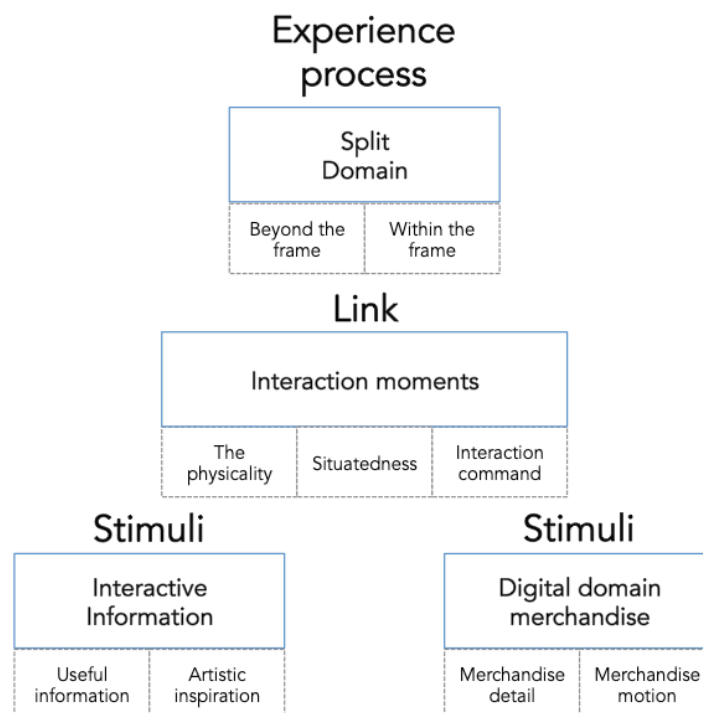 Experience
process
Split
Domain
Beyond the
frame
Within the
frame
Link
Interaction moments
The
physicality
Situatedness
Interaction
command
Stimuli
Stimuli
Interactive
Information
Digital domain
merchandise
Useful
information
Artistic
inspiration
Merchandise
detail
Merchandise
motion